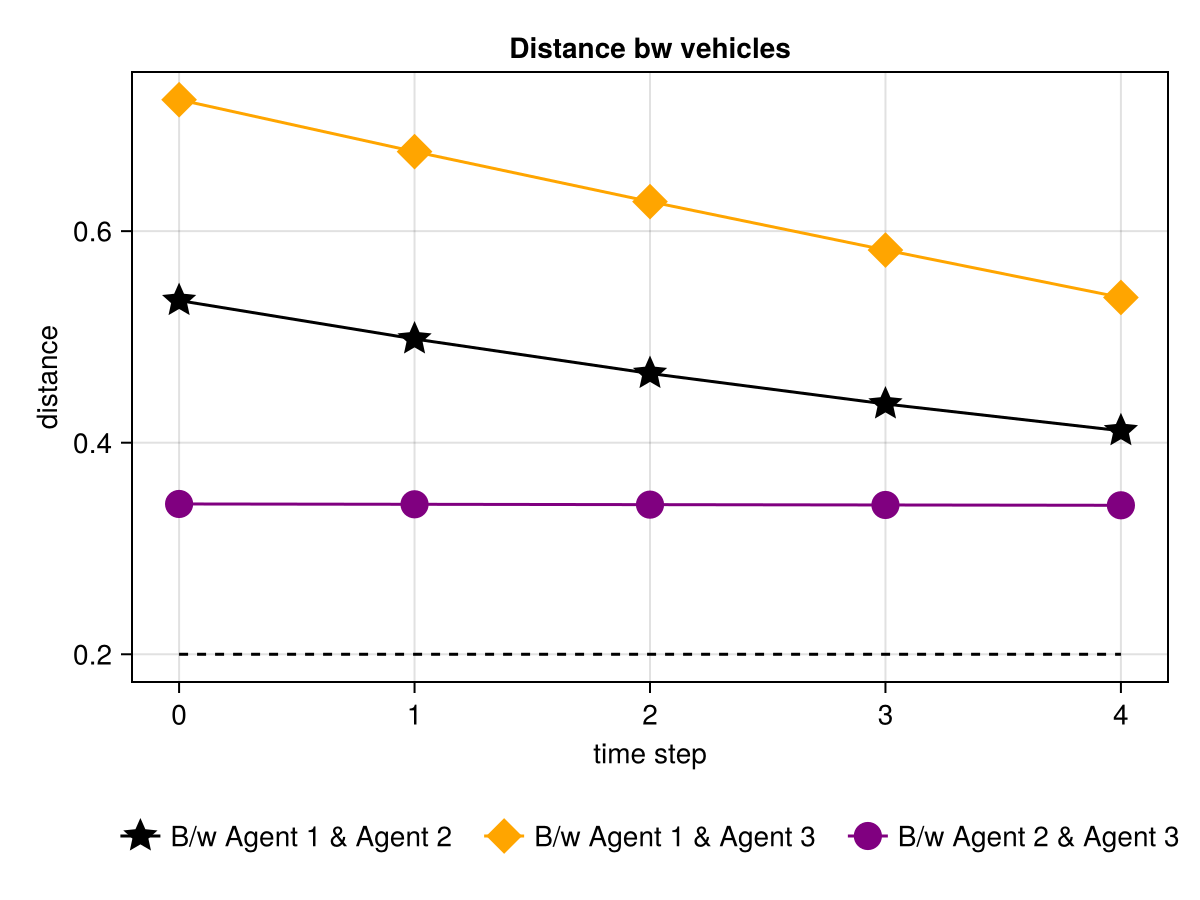 Distance bw vehicles
0.6
0.4
0.2
distance
0 1 2 3 4
time step
B/w Agent 1 & Agent 2 B/w Agent 1 & Agent 3 B/w Agent 2 & Agent 3